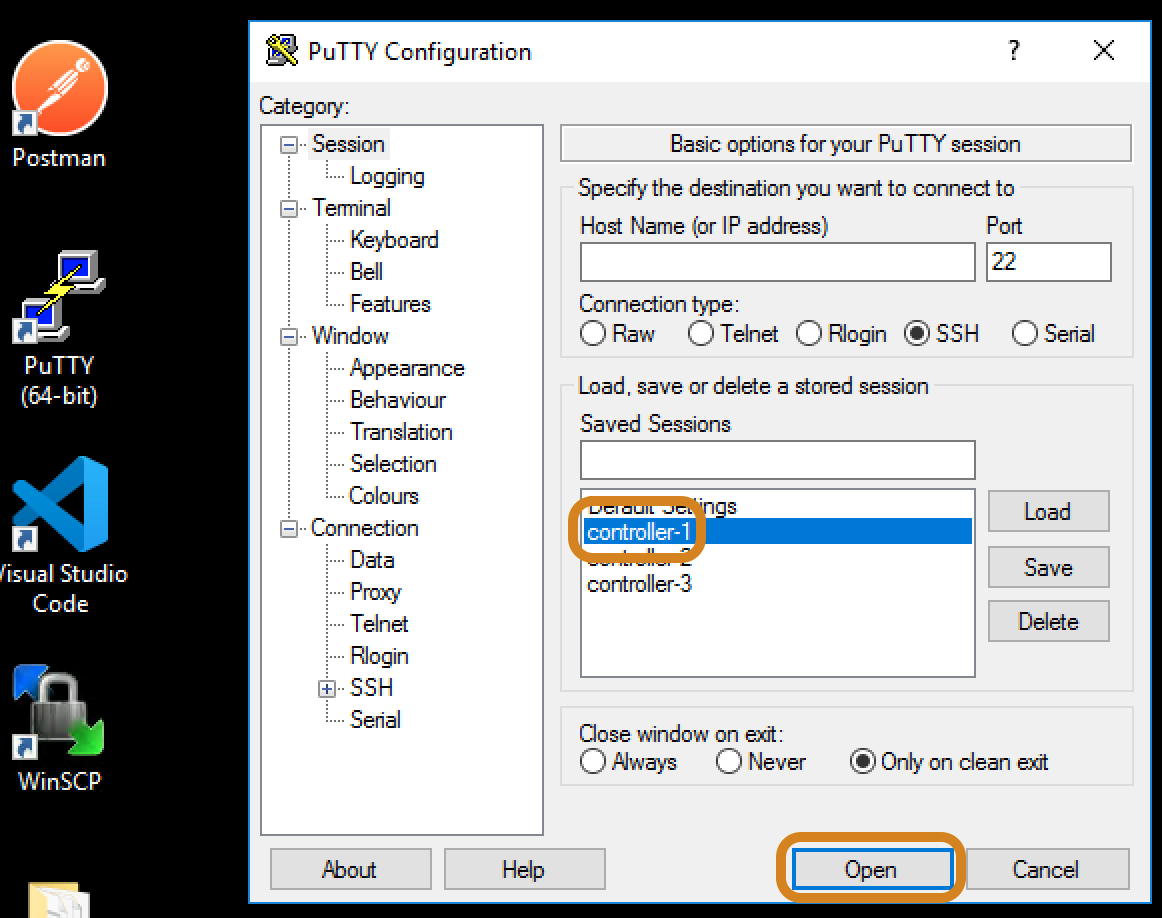 Postman
PuTTY
(64-bit)
Visual Studio
Code
WinSCP
PuTTY Configuration
?
Category:
Session
Logging
Terminal
Keyboard
Bell
Features
Window
Appearance
Behaviour
Translation
Selection
Colours
Connection
Data
Proxy
Telnet
Rlogin
SSH
Serial
Basic options for your PuTTY session
Specify the destination you want to connect to
Host Name (or IP address) Port
22
Connection type:
Raw Telnet Rlogin SSH Serial
Load, save or delete a stored session
Saved Sessions
Default Settings
controller-1
controller-2
controller-3
Load
Save
Delete
Close window on exit:
Always Never Only on clean exit
About Help Open Cancel